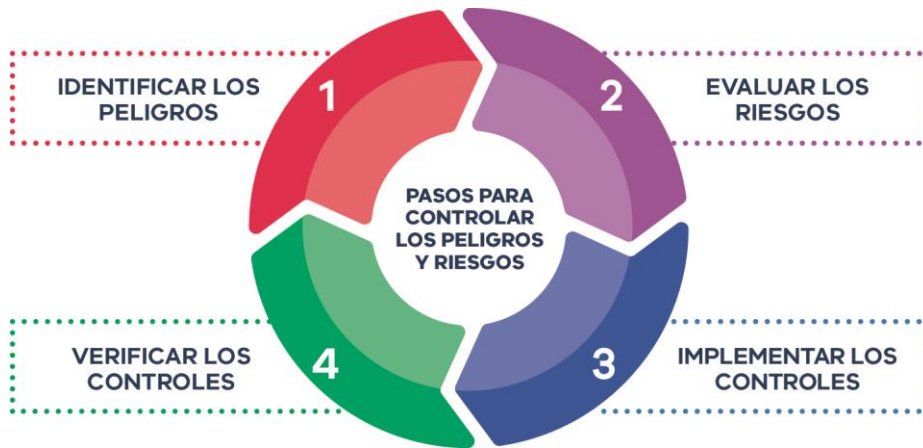 IDENTIFICAR LOS
PELIGROS
1
2
EVALUAR LOS
RIESGOS
PASOS PARA
CONTROLAR
LOS PELIGROS
Y RIESGOS
VERIFICAR LOS
CONTROLES
4
3
IMPLEMENTAR LOS
CONTROLES